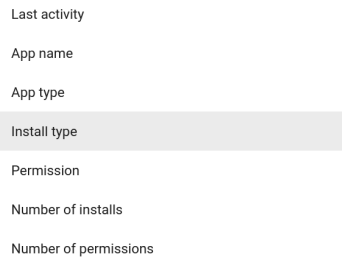 Last activity
App name
App type
Install type
Permission
Number of installs
Number of permissions